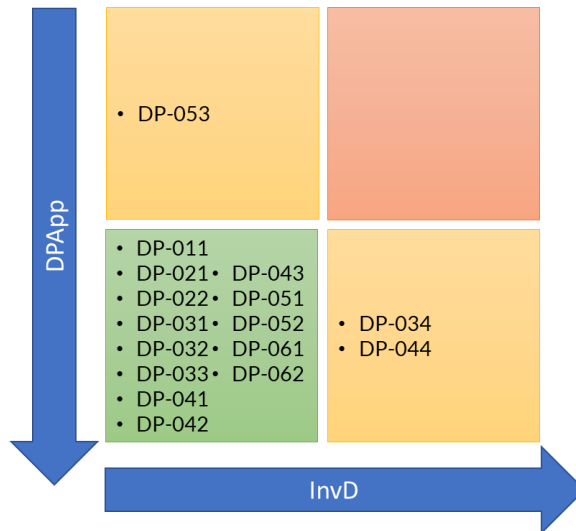 DPApp
• DP-053
• DP-011
• DP-021 • DP-043
• DP-022 • DP-051
• DP-031 • DP-052
• DP-032 • DP-061
• DP-033 • DP-062
• DP-041
• DP-042
• DP-034
• DP-044
InvD